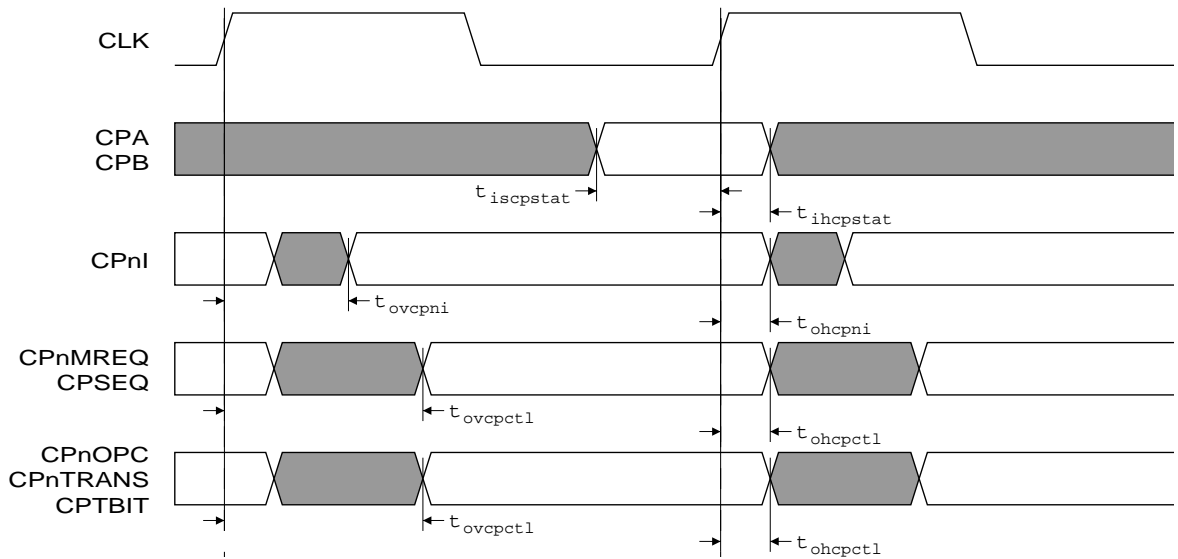 CLK
CPA
CPB
t iscpstat
t ihcpstat
CPnI
t ovcpni
t ohcpni
CPnMREQ
CPSEQ
t ovcpctl
t ohcpctl
CPnOPC
CPnTRANS
CPTBIT
t ovcpctl
t ohcpctl